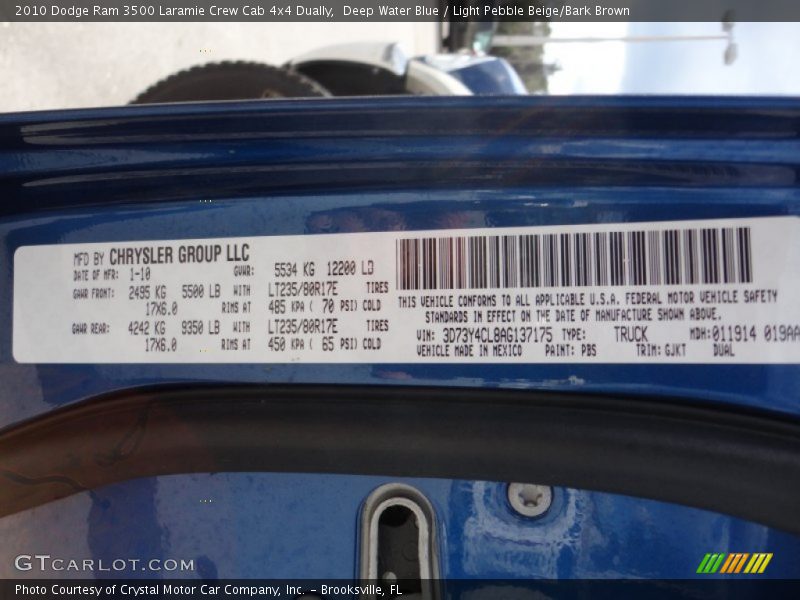 2010 Dodge Ram 3500 Laramie Crew Cab 4x4 Dually, Deep Water Blue / Light Pebble Beige/Bark Brown
MFD BY CHRYSLER GROUP LLC
DATE OF MFR: 1-10 GVWR: 5534 KG 12200 LB
GAWR FRONT: 2495 KG 5500 LB WITH LT235/80R17E TIRES
17X6.0 RIMS AT 485 KPA ( 70 PSI) COLD
GAWR REAR: 4242 KG 9350 LB WITH LT235/80R17E TIRES
17X6.0 RIMS AT 450 KPA ( 65 PSI) COLD
THIS VEHICLE CONFORMS TO ALL APPLICABLE U.S.A. FEDERAL MOTOR VEHICLE SAFETY
STANDARDS IN EFFECT ON THE DATE OF MANUFACTURE SHOWN ABOVE.
VIN: 3D73Y4CL8AG137175 TYPE: TRUCK MDH: 011914 019AA
VEHICLE MADE IN MEXICO PAINT: PBS TRIM: GJKT DUAL
GTCARLOT.COM
Photo Courtesy of Crystal Motor Car Company, Inc. – Brooksville, FL